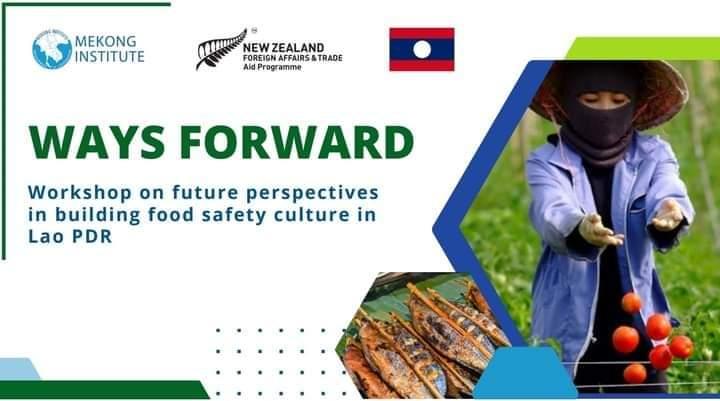 MEKONG
INSTITUTE
NEW ZEALAND
FOREIGN AFFAIRS & TRADE
Aid Programme
WAYS FORWARD
Workshop on future perspectives
in building food safety culture in
Lao PDR